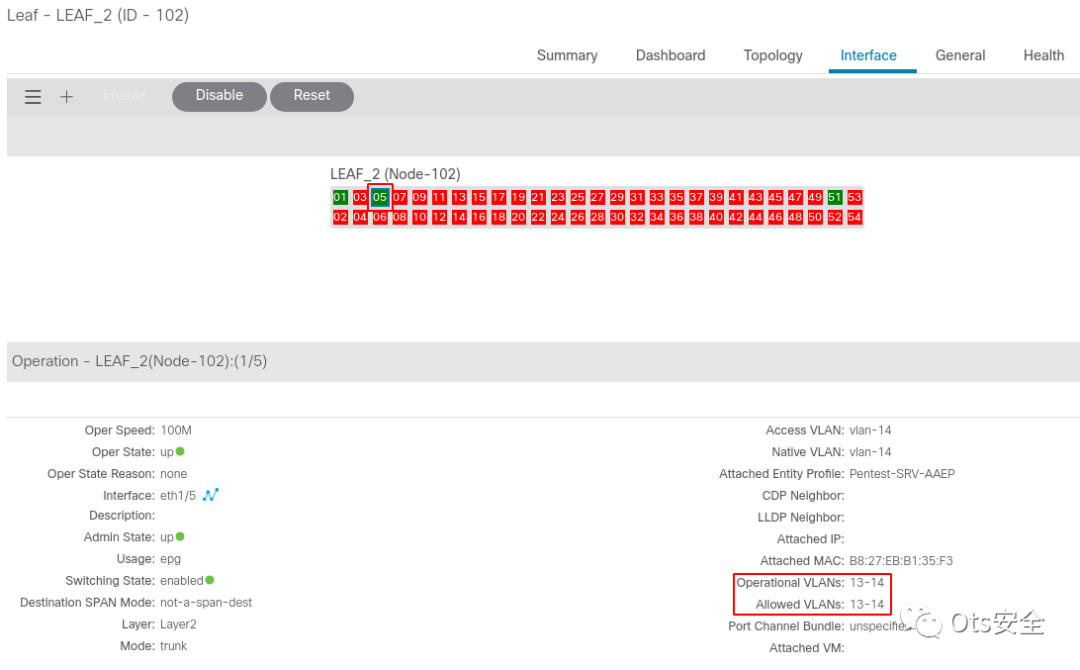 Leaf - LEAF_2 (ID - 102)
Summary Dashboard Topology Interface General Health
Enable Disable Reset
LEAF_2 (Node-102)
01 03 05 07 09 11 13 15 17 19 21 23 25 27 29 31 33 35 37 39 41 43 45 47 49 51 53
02 04 06 08 10 12 14 16 18 20 22 24 26 28 30 32 34 36 38 40 42 44 46 48 50 52 54
Operation - LEAF_2(Node-102):(1/5)
Oper Speed: 100M
Oper State: up
Oper State Reason: none
Interface: eth1/5
Description:
Admin State: up
Usage: epg
Switching State: enabled
Destination SPAN Mode: not-a-span-dest
Layer: Layer2
Mode: trunk
Access VLAN: vlan-14
Native VLAN: vlan-14
Attached Entity Profile: Pentest-SRV-AAEP
CDP Neighbor:
LLDP Neighbor:
Attached IP:
Attached MAC: B8:27:EB:B1:35:F3
Operational VLANs: 13-14
Allowed VLANs: 13-14
Port Channel Bundle: unspecified
Attached VM:
Ots安全